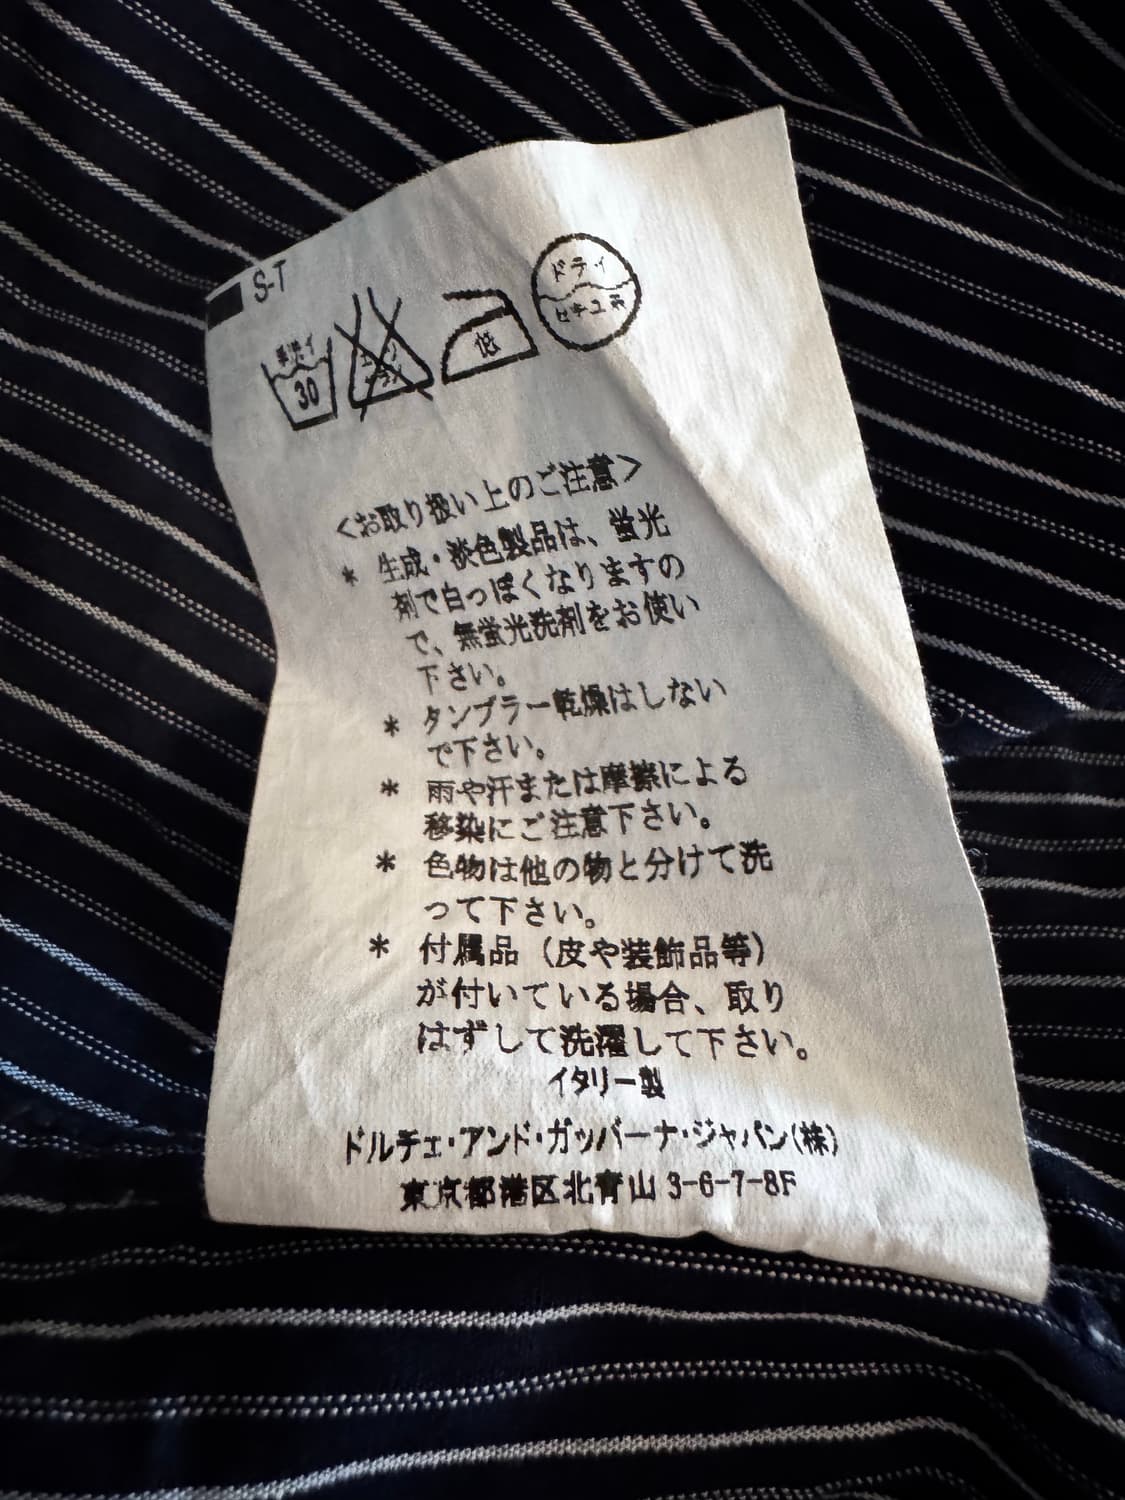 S-T
手洗イ
30
エンソ
サラシ
低
ドライ
セキユ系
<お取り扱い上のご注意>
* 生成・淡色製品は、蛍光
剤で白っぽくなりますの
で、無蛍光洗剤をお使い
下さい。
* タンブラー乾燥はしない
で下さい。
* 雨や汗または摩擦による
移染にご注意下さい。
* 色物は他の物と分けて洗
って下さい。
* 付属品(皮や装飾品等)
が付いている場合、取り
はずして洗濯して下さい。
イタリー製
ドルチェ・アンド・ガッバーナ・ジャパン(株)
東京都港区北青山 3-6-7-8F